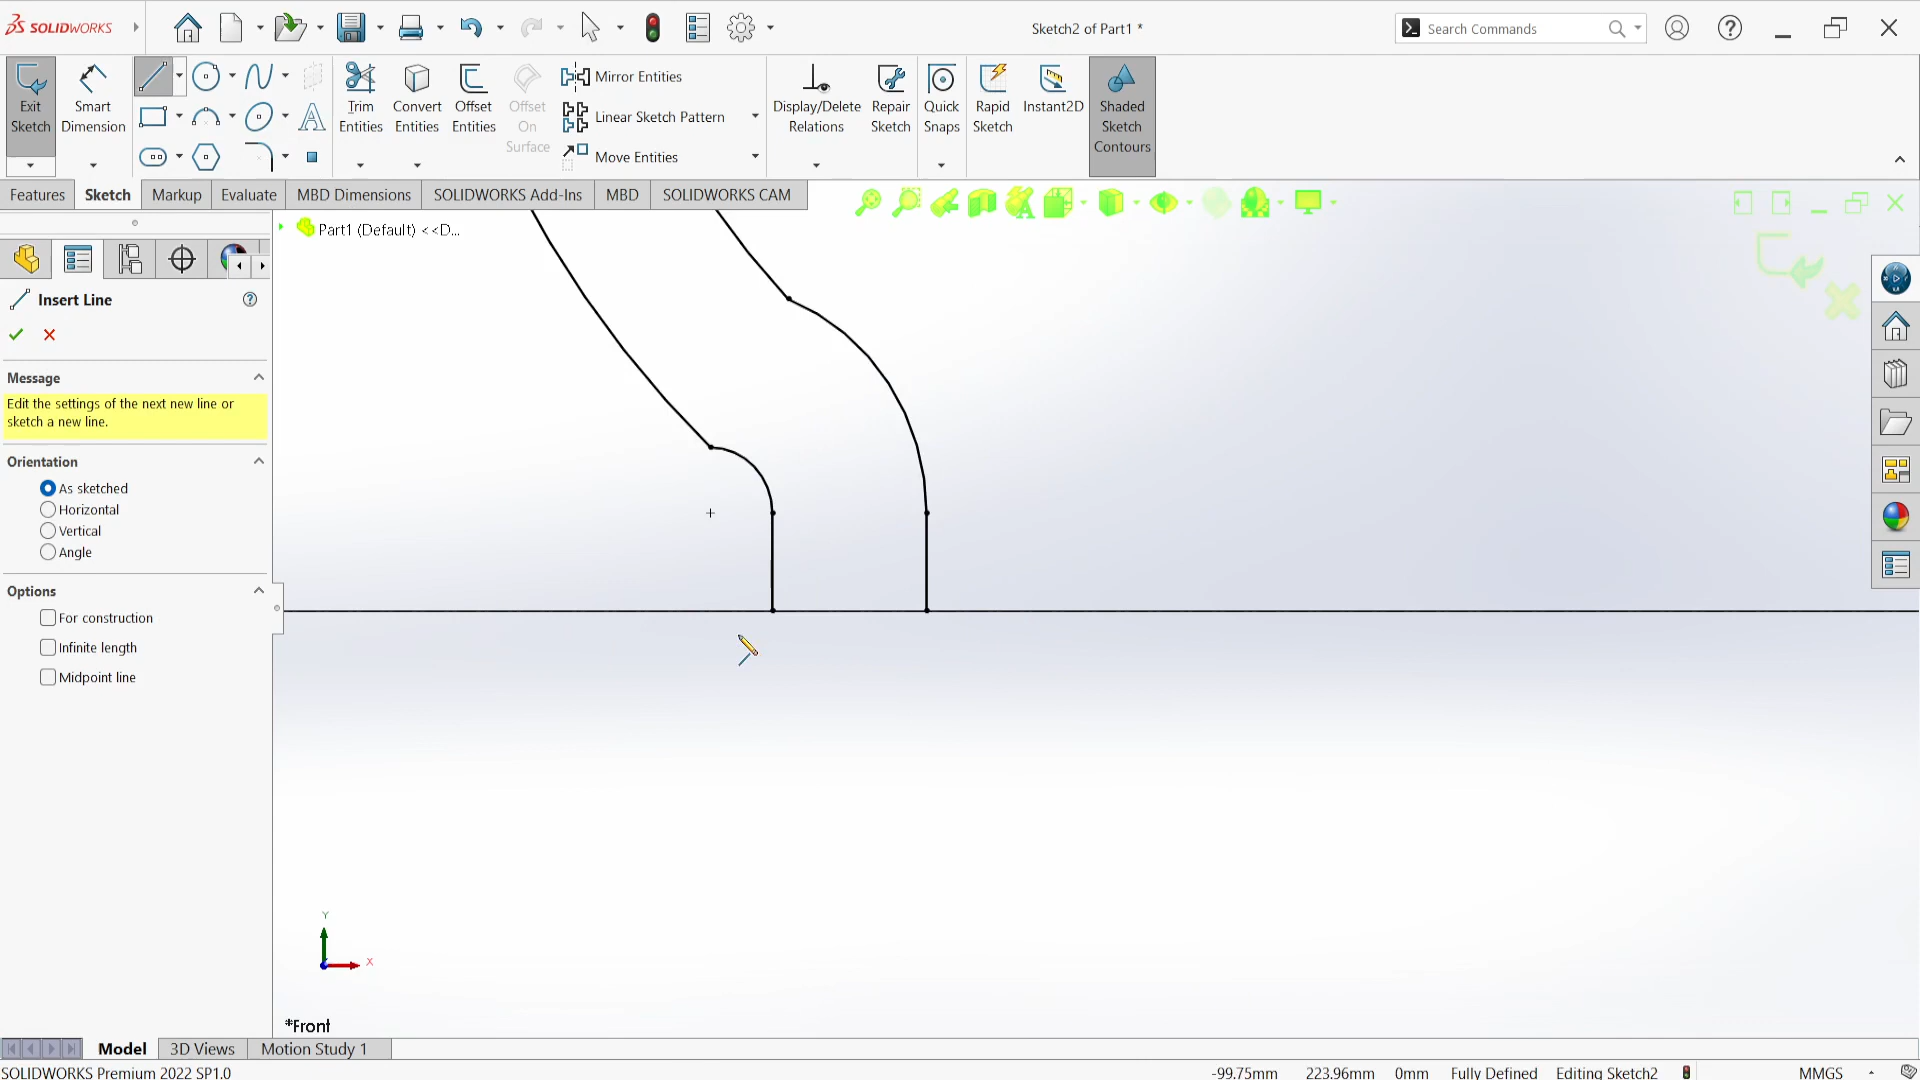 SOLIDWORKS
Sketch2 of Part1 *
Search Commands
Exit Sketch
Smart Dimension
Trim Entities
Convert Entities
Offset Entities
Offset On Surface
Mirror Entities
Linear Sketch Pattern
Move Entities
Display/Delete Relations
Repair Sketch
Quick Snaps
Rapid Sketch
Instant2D
Shaded Sketch Contours
Features
Sketch
Markup
Evaluate
MBD Dimensions
SOLIDWORKS Add-Ins
MBD
SOLIDWORKS CAM
Part1 (Default) <<D...
Insert Line
Message
Edit the settings of the next new line or
sketch a new line.
Orientation
As sketched
Horizontal
Vertical
Angle
Options
For construction
Infinite length
Midpoint line
Y
X
*Front
Model
3D Views
Motion Study 1
SOLIDWORKS Premium 2022 SP1.0
-99.75mm
223.96mm
0mm
Fully Defined
Editing Sketch2
MMGS